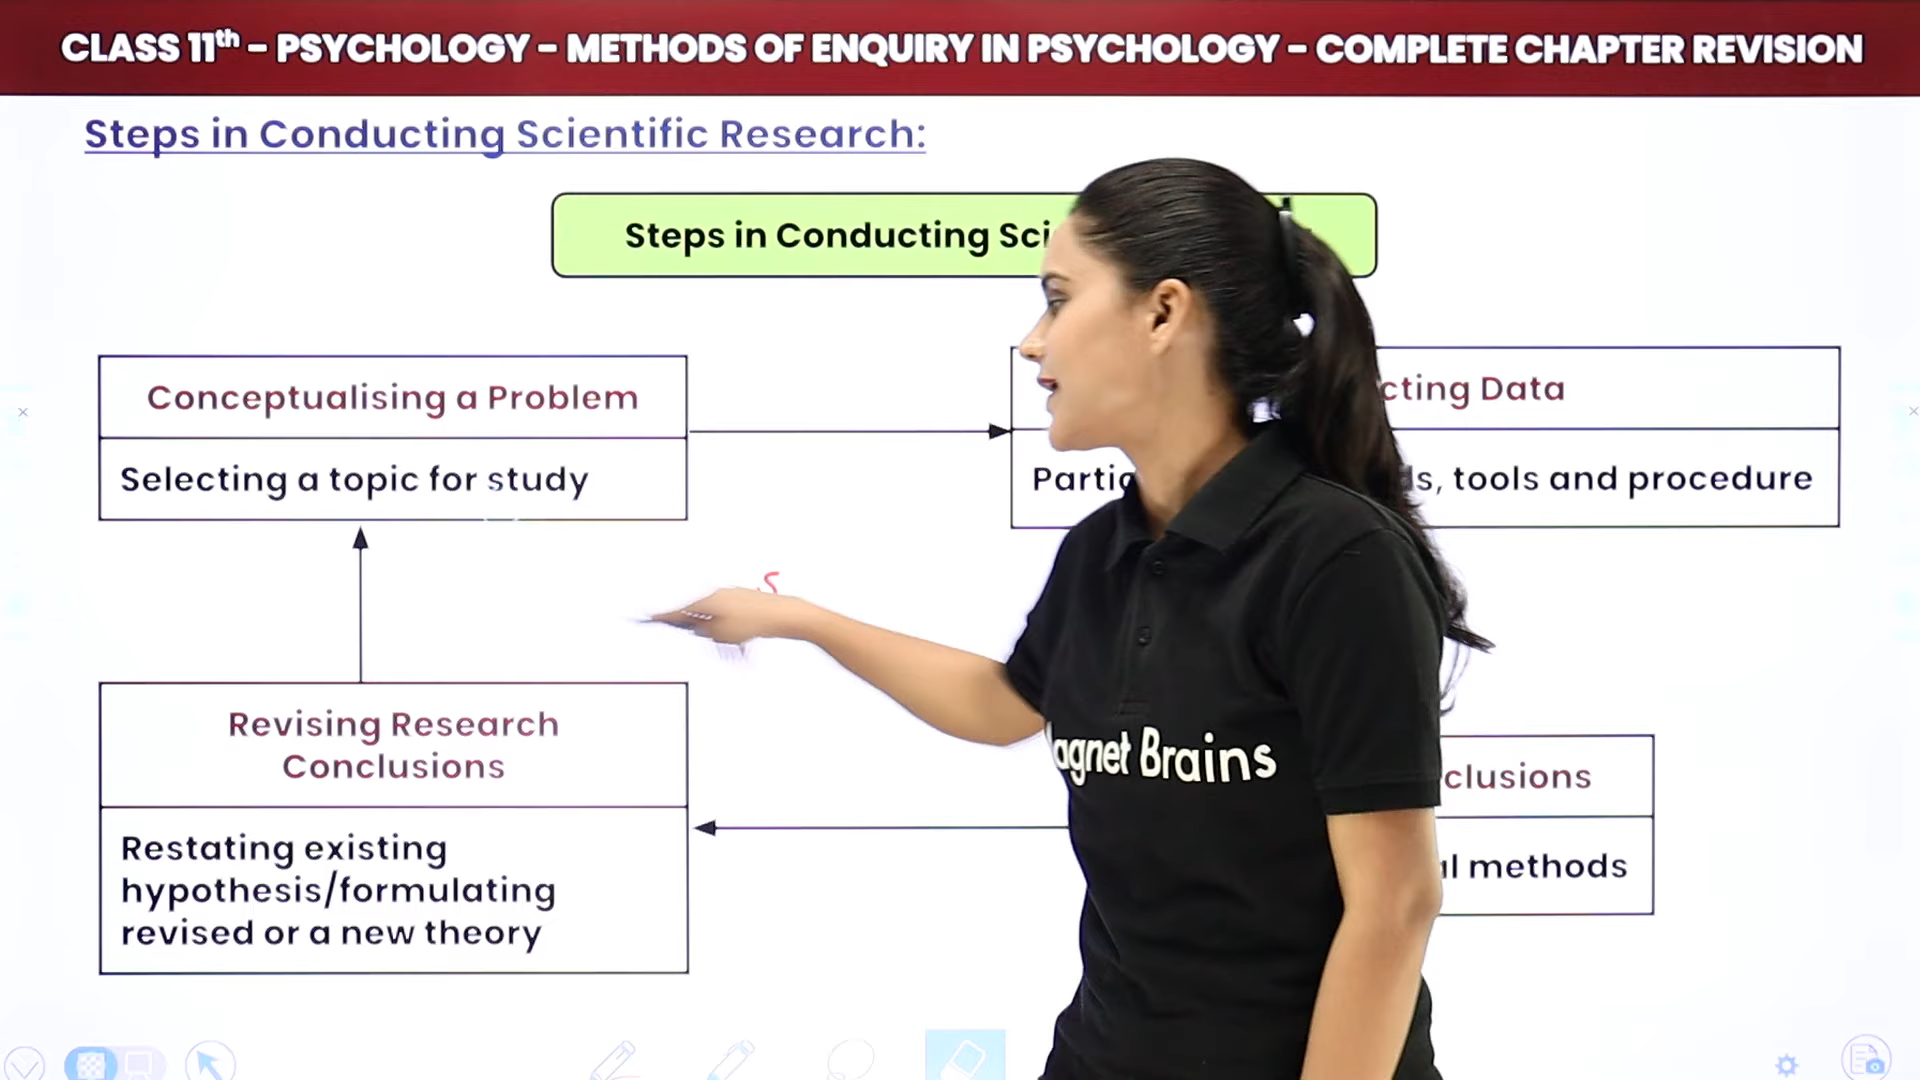 CLASS 11th – PSYCHOLOGY – METHODS OF ENQUIRY IN PSYCHOLOGY – COMPLETE CHAPTER REVISION
Steps in Conducting Scientific Research:
Steps in Conducting Sci
Conceptualising a Problem
cting Data
Selecting a topic for study
s, tools and procedure
Revising Research
Conclusions
Restating existing
hypothesis/formulating
revised or a new theory
agnet Brains
clusions
methods